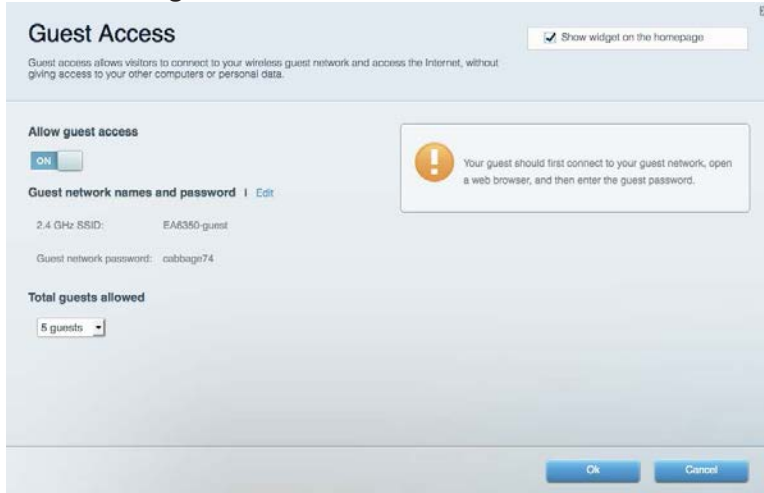 Guest Access
Show widget on the homepage
Guest access allows visitors to connect to your wireless guest network and access the Internet, without
giving access to your other computers or personal data.
Allow guest access
ON
Your guest should first connect to your guest network, open
a web browser, and then enter the guest password.
Guest network names and password | Edit
2.4 GHz SSID: EA6350-guest
Guest network password: cabbage74
Total guests allowed
5 guests
Ok Cancel